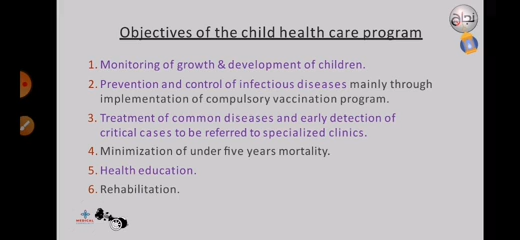 نجاح
Objectives of the child health care program
1. Monitoring of growth & development of children.
2. Prevention and control of infectious diseases mainly through
implementation of compulsory vaccination program.
3. Treatment of common diseases and early detection of
critical cases to be referred to specialized clinics.
4. Minimization of under five years mortality.
5. Health education.
6. Rehabilitation.
MEDICAL